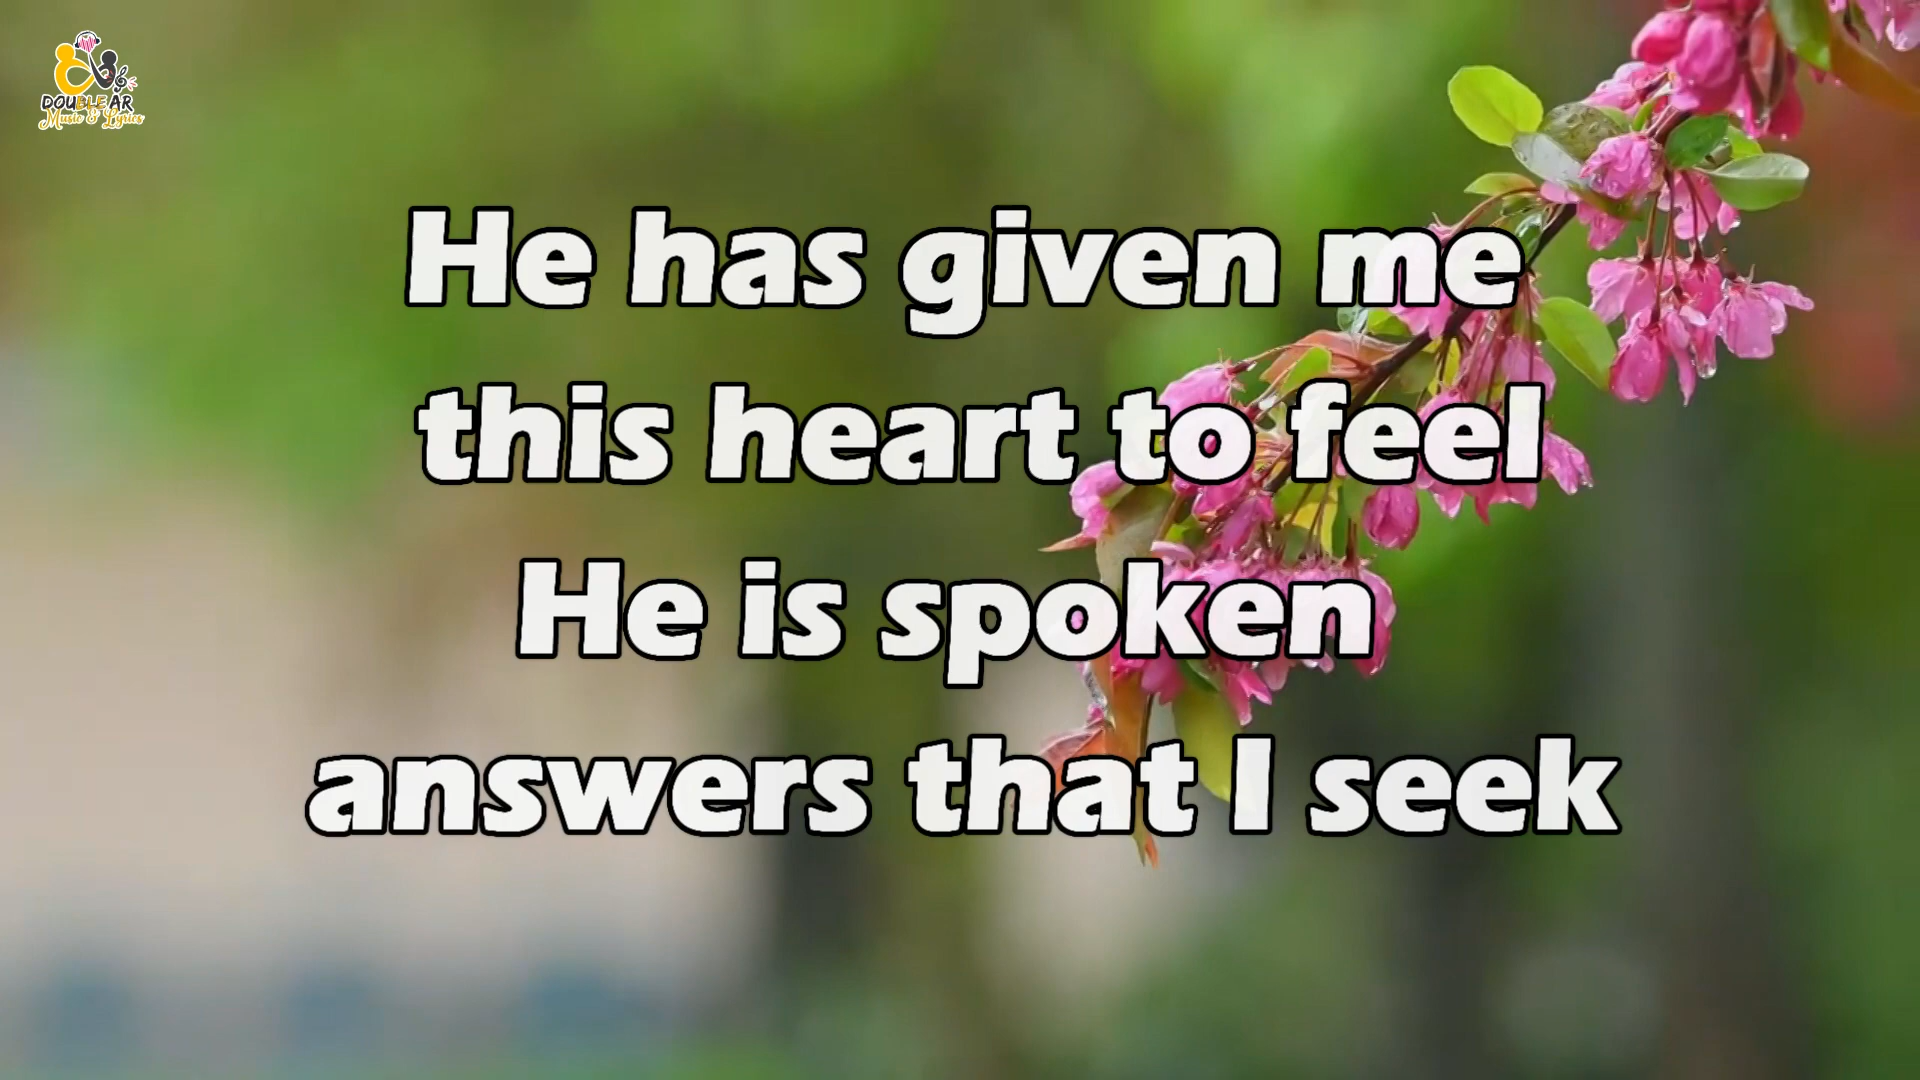 DOUBLE AR
Music & Lyrics
He has given me
this heart to feel
He is spoken
answers that I seek